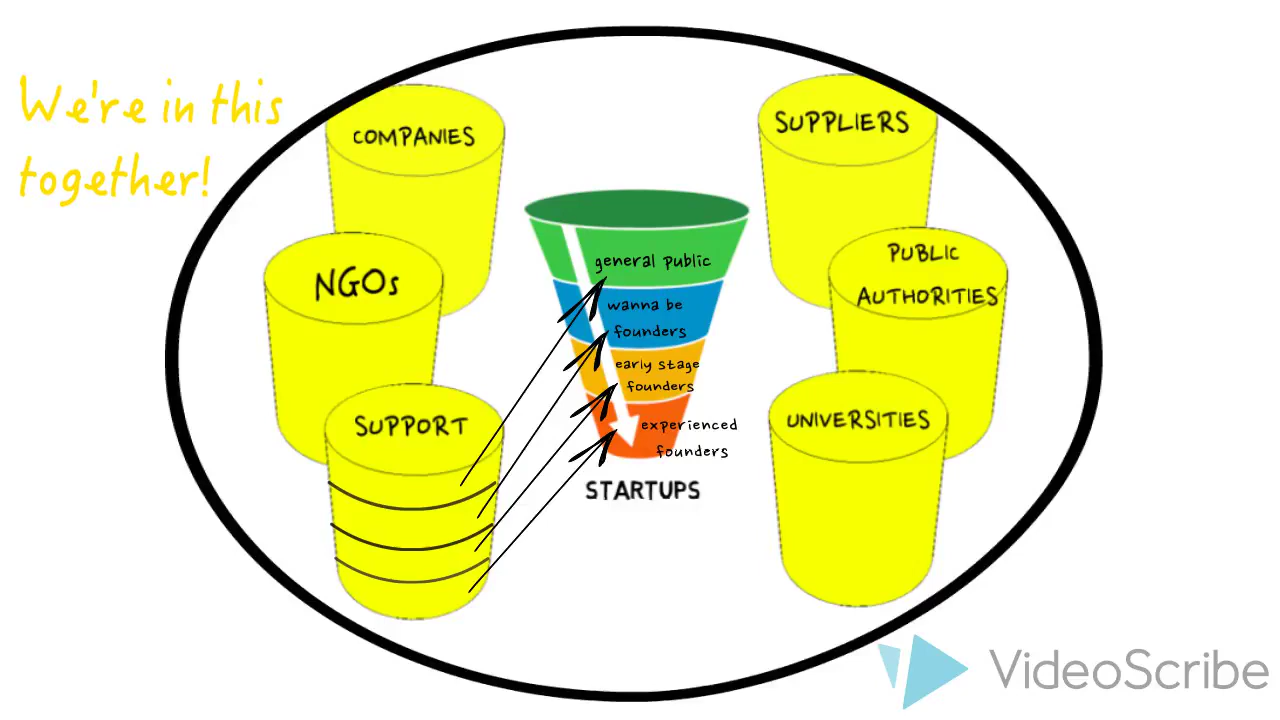 We're in this
together!
COMPANIES
SUPPLIERS
NGOs
PUBLIC
AUTHORITIES
SUPPORT
UNIVERSITIES
general public
wanna be
founders
early stage
founders
experienced
founders
STARTUPS
VideoScribe